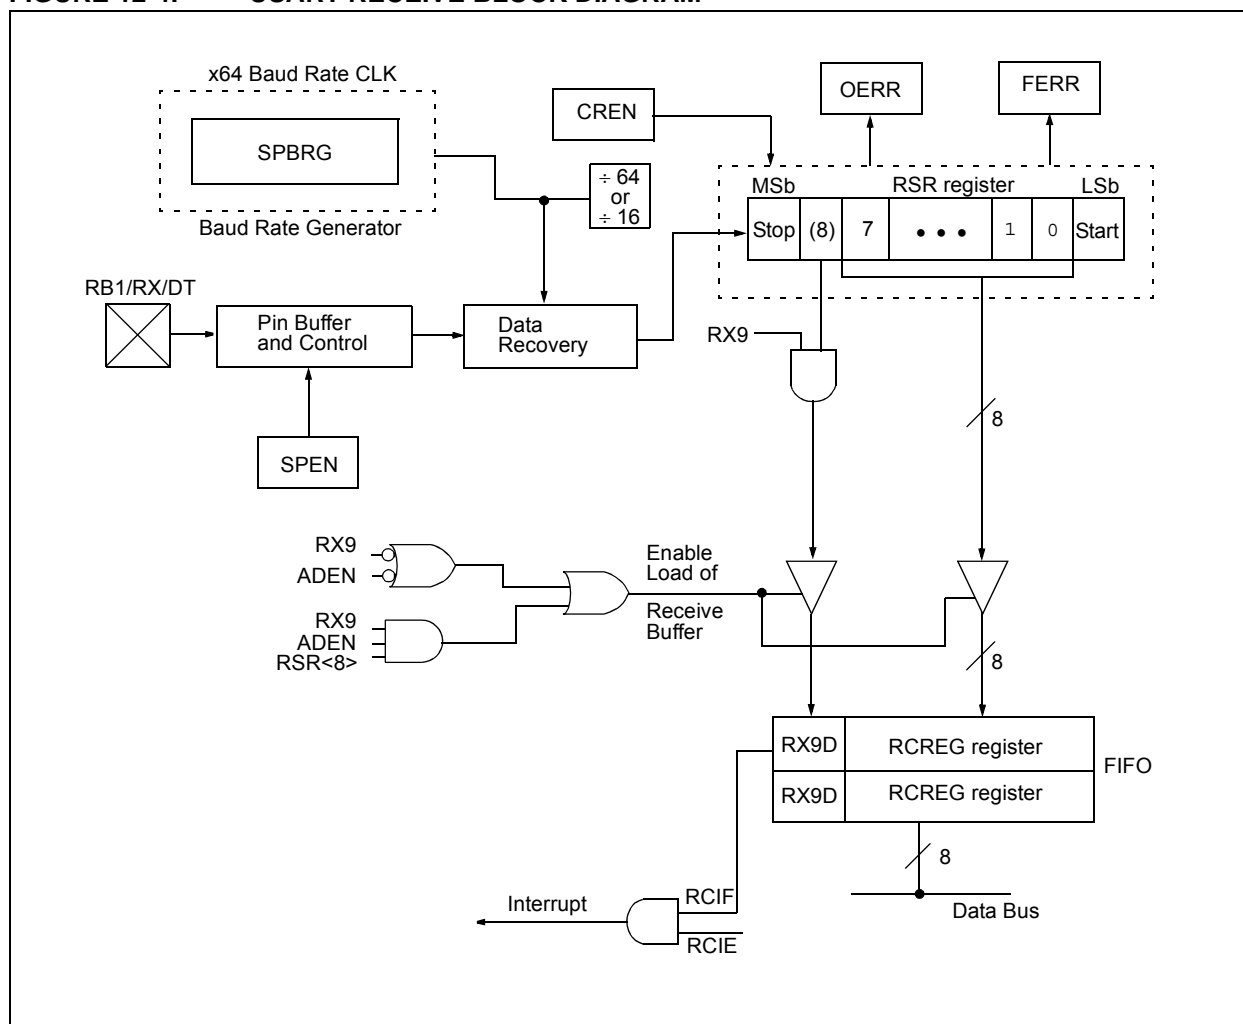 x64 Baud Rate CLK
SPBRG
Baud Rate Generator
CREN
OERR
FERR
÷ 64
or
÷ 16
MSb
RSR register
LSb
Stop
(8)
7
• • •
1
0
Start
RB1/RX/DT
Pin Buffer
and Control
Data
Recovery
RX9
8
SPEN
RX9
ADEN
Enable
Load of
Receive
Buffer
RX9
ADEN
RSR<8>
8
RX9D
RCREG register
FIFO
RX9D
RCREG register
8
Data Bus
Interrupt
RCIF
RCIE